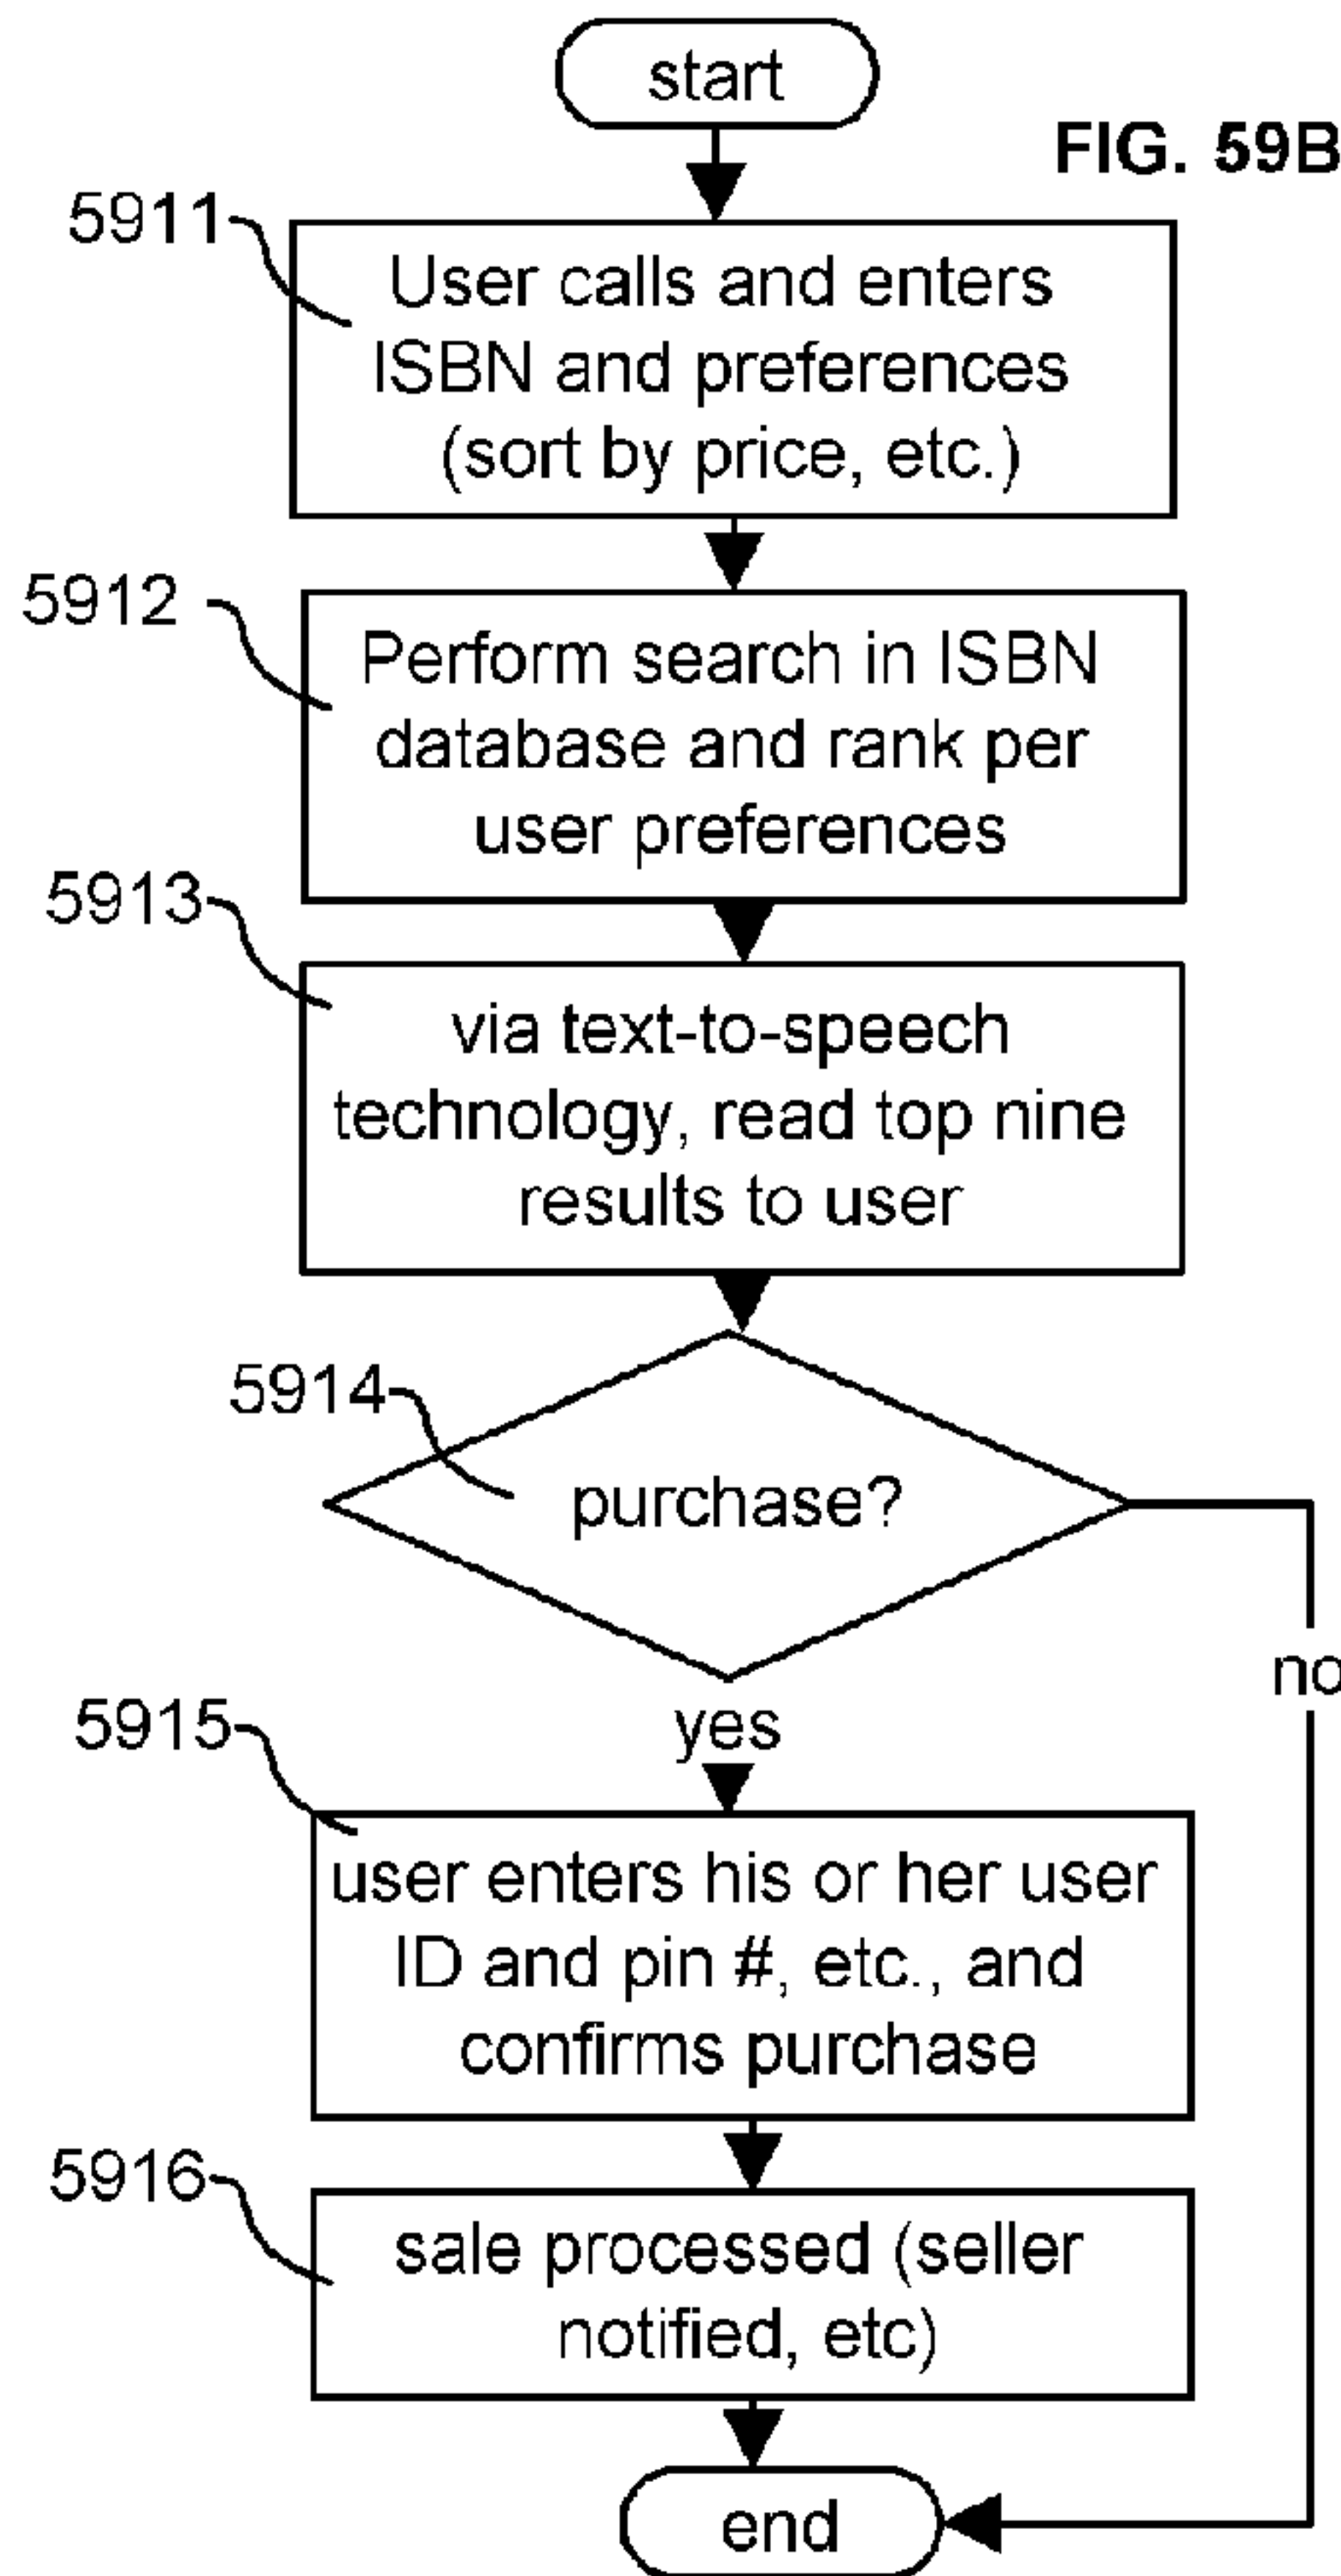 start
FIG. 59B
5911
User calls and enters
ISBN and preferences
(sort by price, etc.)
5912
Perform search in ISBN
database and rank per
user preferences
5913
via text-to-speech
technology, read top nine
results to user
5914
purchase?
no
yes
5915
user enters his or her user
ID and pin #, etc., and
confirms purchase
5916
sale processed (seller
notified, etc)
end